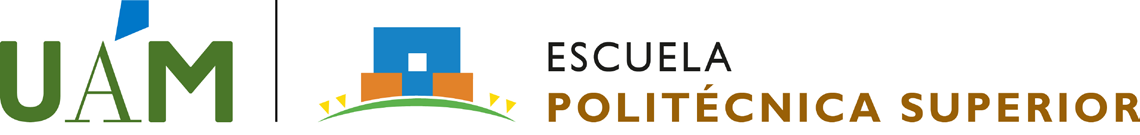 UAM
ESCUELA
POLITÉCNICA SUPERIOR